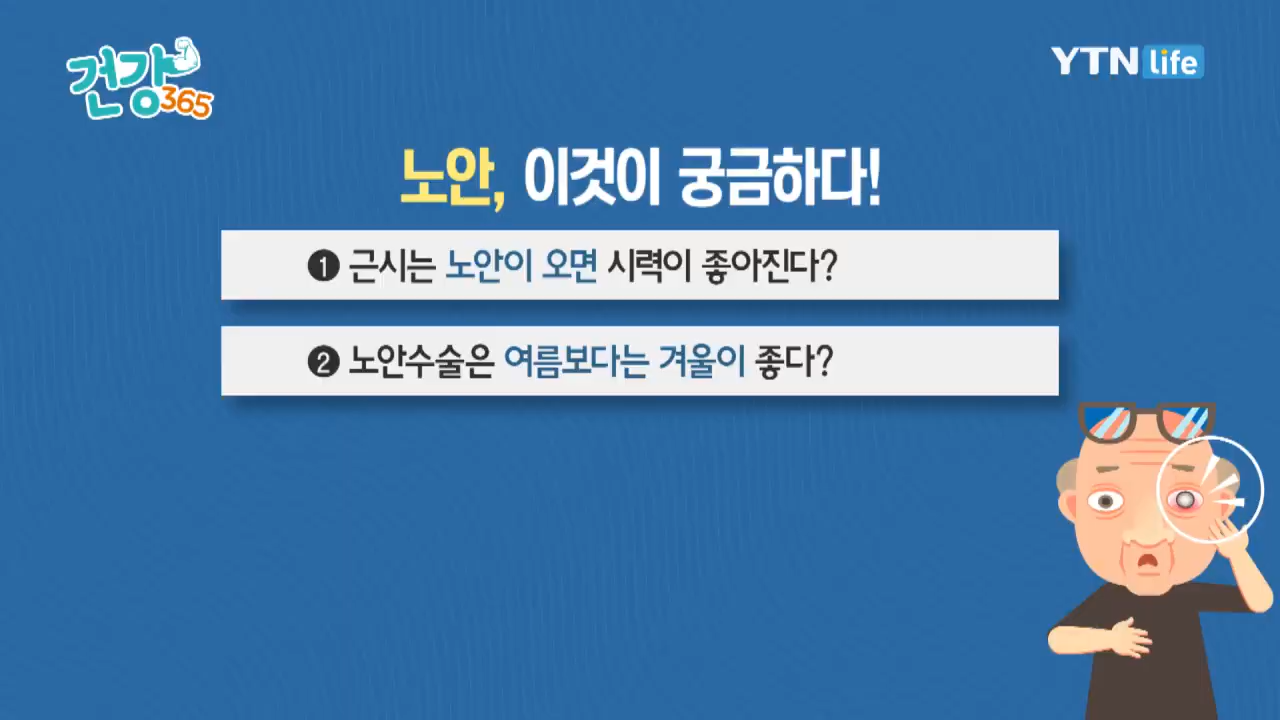 건강365
YTN life
노안, 이것이 궁금하다!
❶ 근시는 노안이 오면 시력이 좋아진다?
❷ 노안수술은 여름보다는 겨울이 좋다?